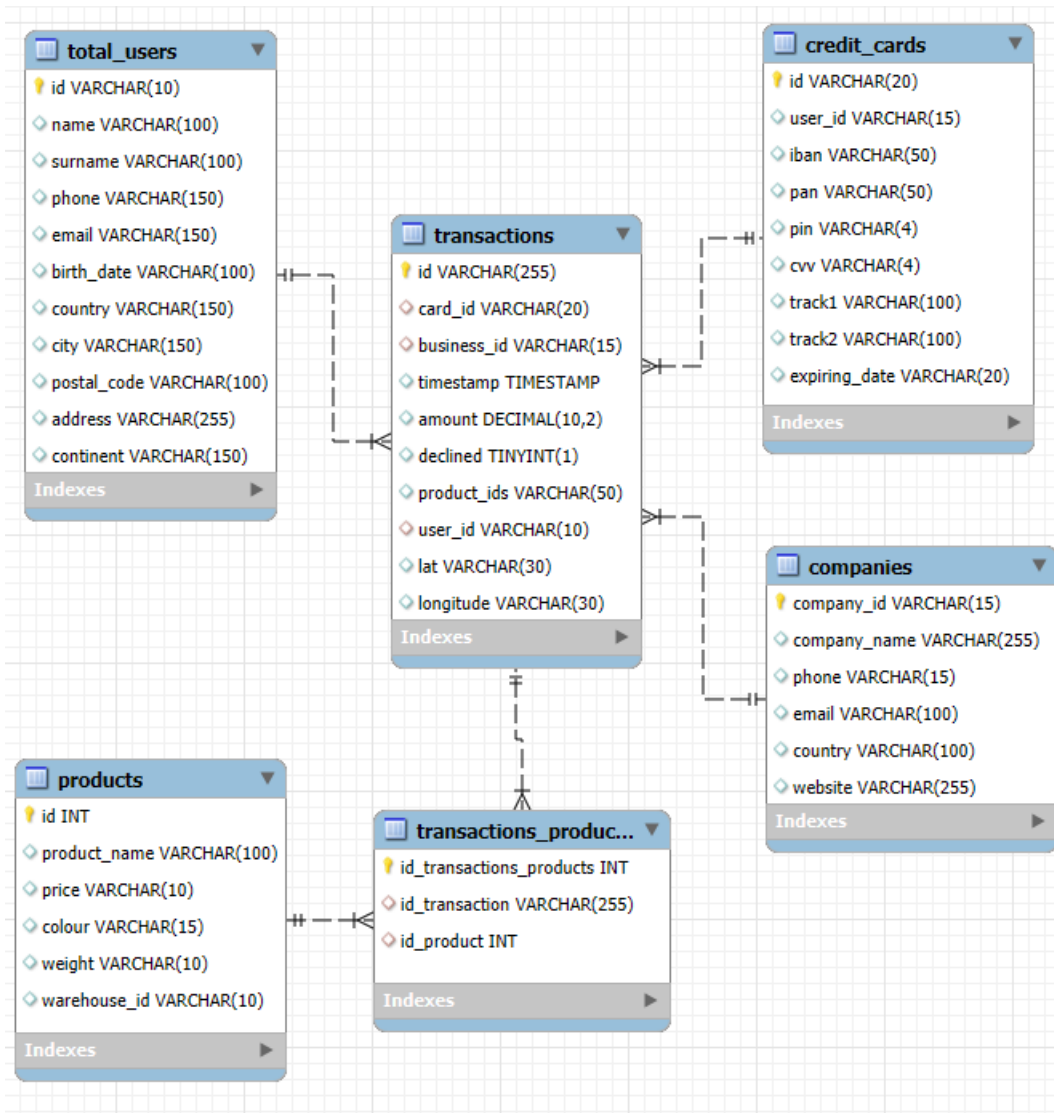 total_users
id VARCHAR(10)
name VARCHAR(100)
surname VARCHAR(100)
phone VARCHAR(150)
email VARCHAR(150)
birth_date VARCHAR(100)
country VARCHAR(150)
city VARCHAR(150)
postal_code VARCHAR(100)
address VARCHAR(255)
continent VARCHAR(150)
Indexes
credit_cards
id VARCHAR(20)
user_id VARCHAR(15)
iban VARCHAR(50)
pan VARCHAR(50)
pin VARCHAR(4)
cvv VARCHAR(4)
track1 VARCHAR(100)
track2 VARCHAR(100)
expiring_date VARCHAR(20)
Indexes
transactions
id VARCHAR(255)
card_id VARCHAR(20)
business_id VARCHAR(15)
timestamp TIMESTAMP
amount DECIMAL(10,2)
declined TINYINT(1)
product_ids VARCHAR(50)
user_id VARCHAR(10)
lat VARCHAR(30)
longitude VARCHAR(30)
Indexes
companies
company_id VARCHAR(15)
company_name VARCHAR(255)
phone VARCHAR(15)
email VARCHAR(100)
country VARCHAR(100)
website VARCHAR(255)
Indexes
products
id INT
product_name VARCHAR(100)
price VARCHAR(10)
colour VARCHAR(15)
weight VARCHAR(10)
warehouse_id VARCHAR(10)
Indexes
transactions_produc...
id_transactions_products INT
id_transaction VARCHAR(255)
id_product INT
Indexes